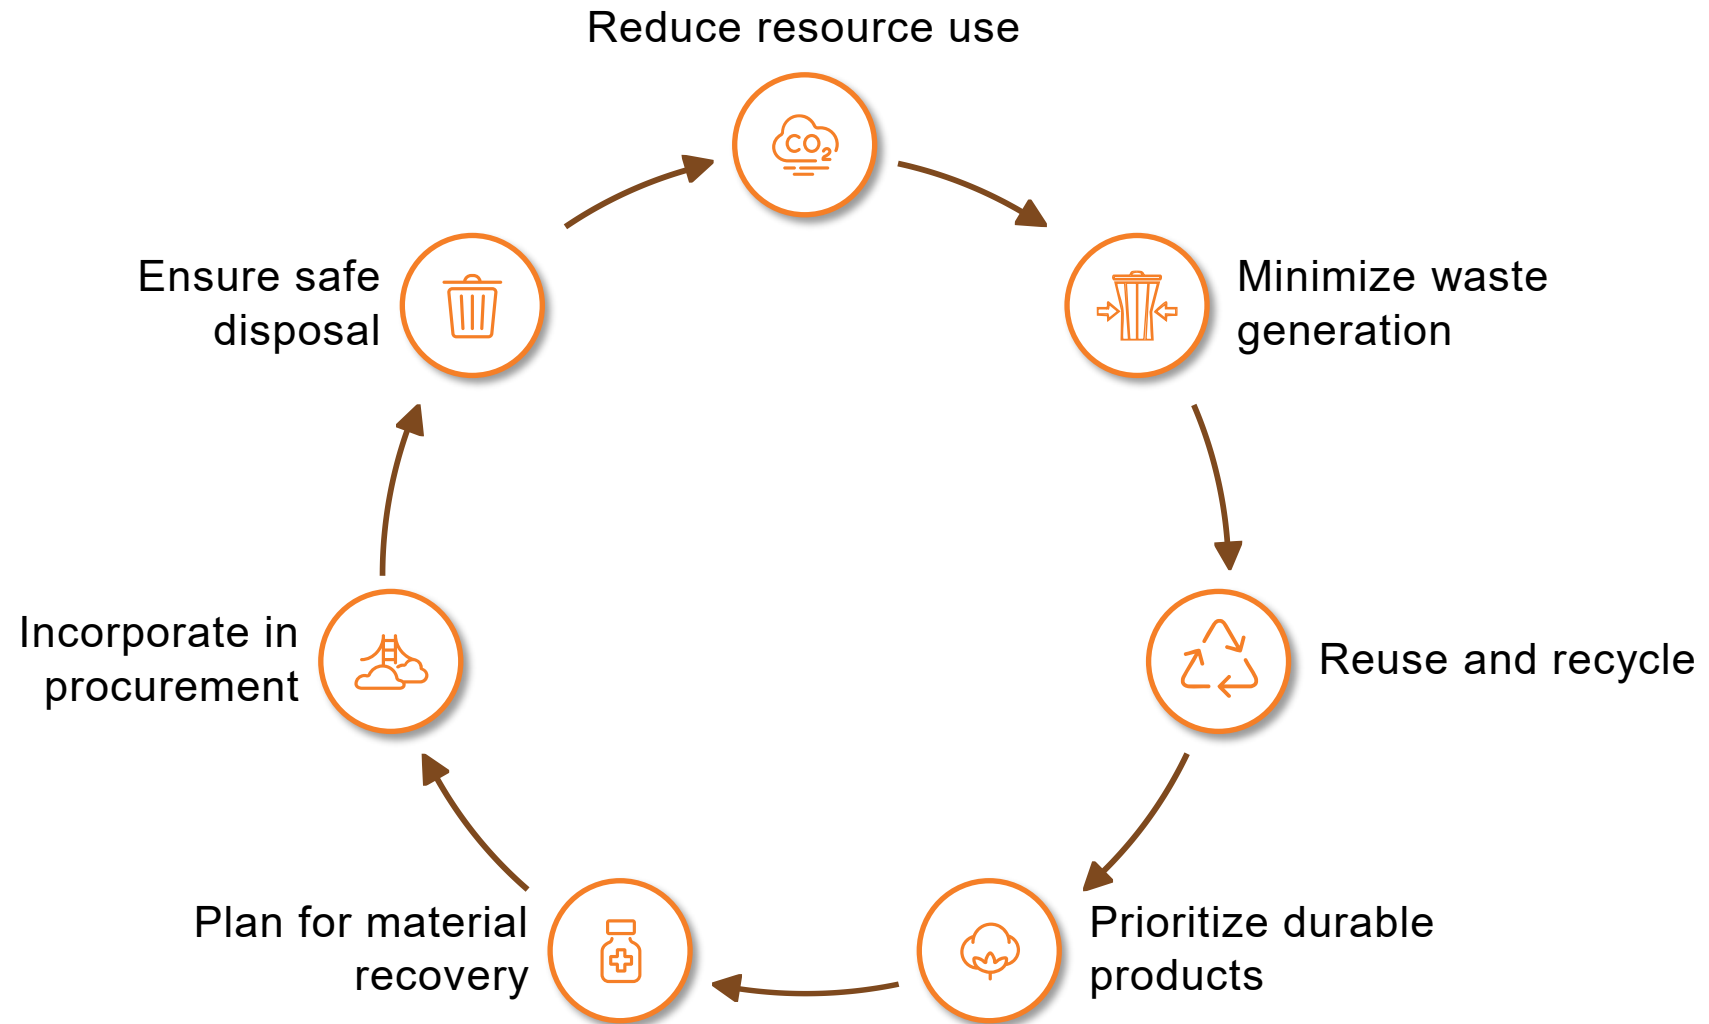 Reduce resource use
CO2
Minimize waste
generation
Reuse and recycle
Prioritize durable
products
Plan for material
recovery
Incorporate in
procurement
Ensure safe
disposal